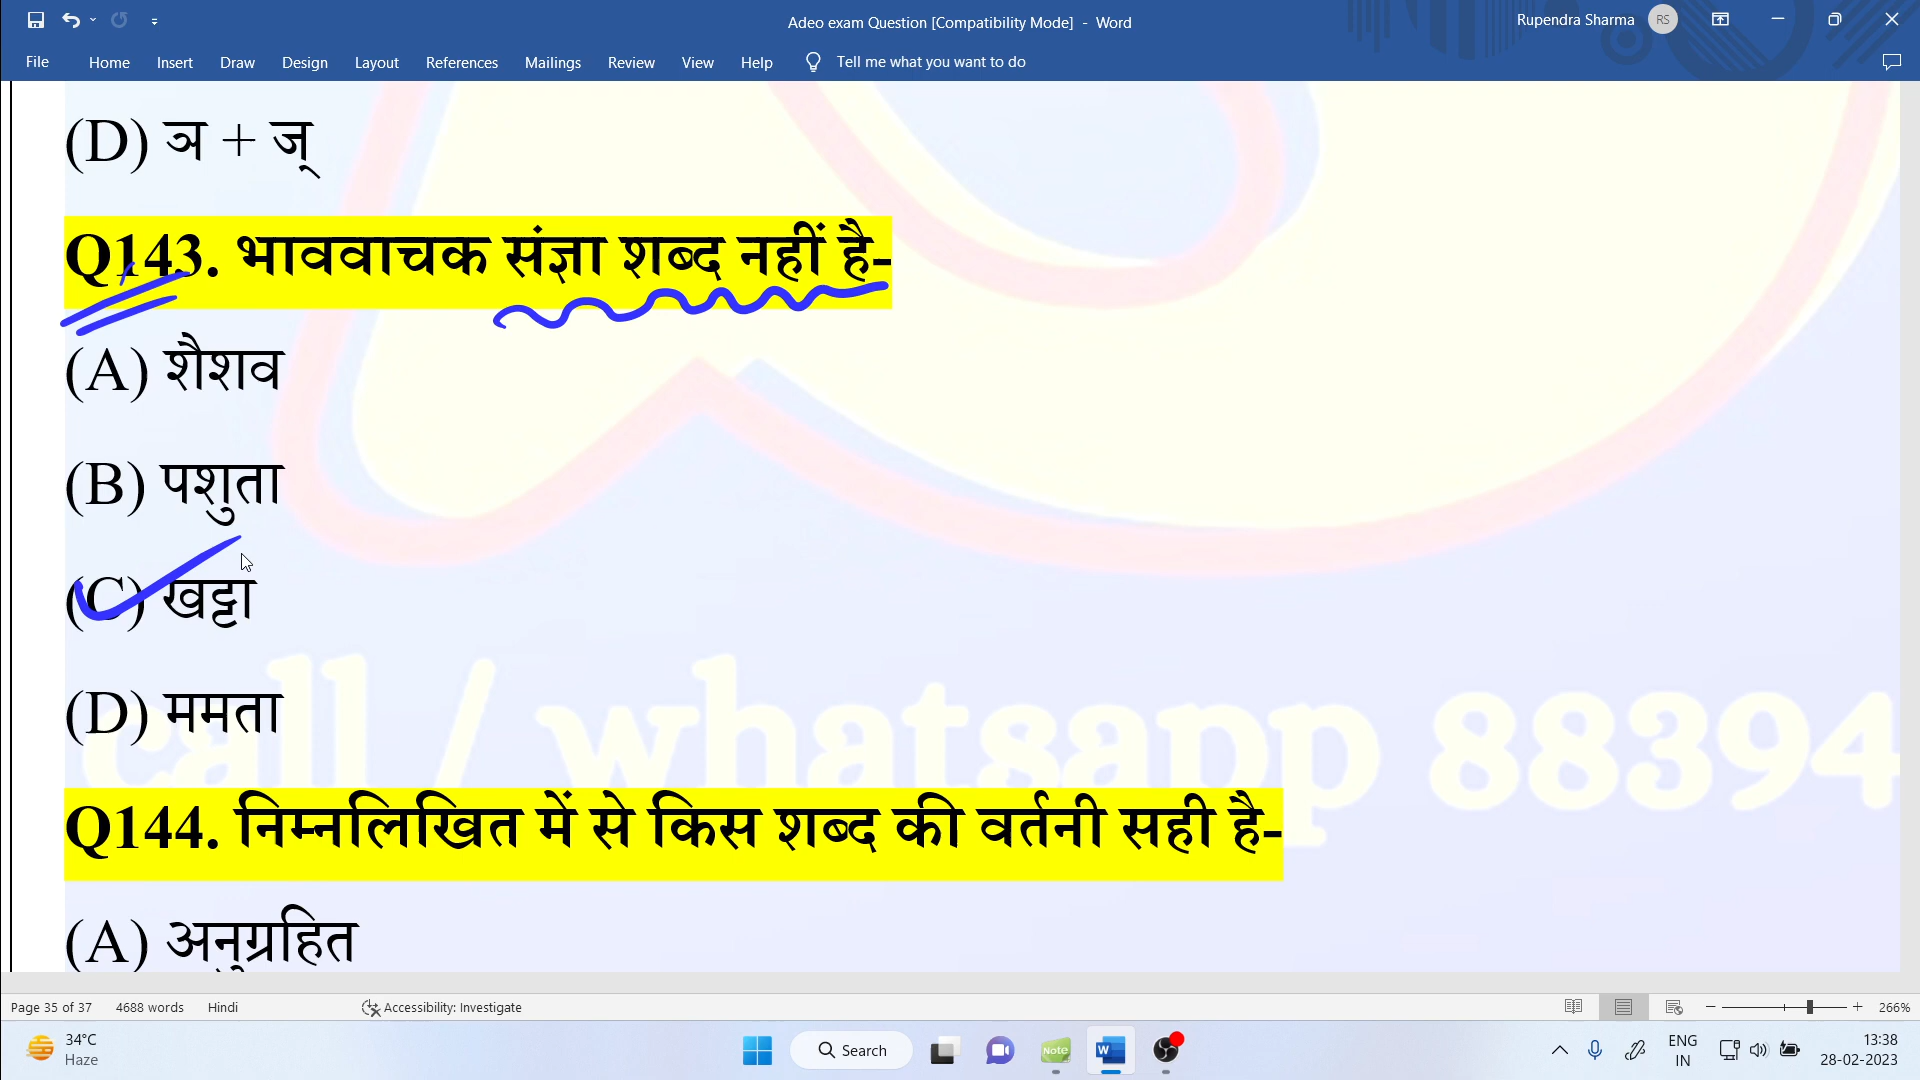 Adeo exam Question [Compatibility Mode] - Word
Rupendra Sharma
RS
File Home Insert Draw Design Layout References Mailings Review View Help Tell me what you want to do
(D) ञ + ज्
Q143. भाववाचक संज्ञा शब्द नहीं है-
(A) शैशव
(B) पशुता
(C) खट्टा
(D) ममता
call / whatsapp 88394
Q144. निम्नलिखित में से किस शब्द की वर्तनी सही है-
(A) अनुग्रहित
Page 35 of 37 4688 words Hindi Accessibility: Investigate 266%
34°C
Haze
Search
Note
W
ENG
IN
13:38
28-02-2023